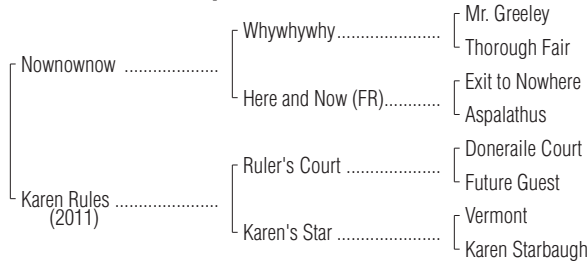 Mr. Greeley
Whywhywhy
Thorough Fair
Nownownow
Exit to Nowhere
Here and Now (FR)
Aspalathus
Doneraile Court
Ruler's Court
Future Guest
Karen Rules
(2011)
Vermont
Karen's Star
Karen Starbaugh